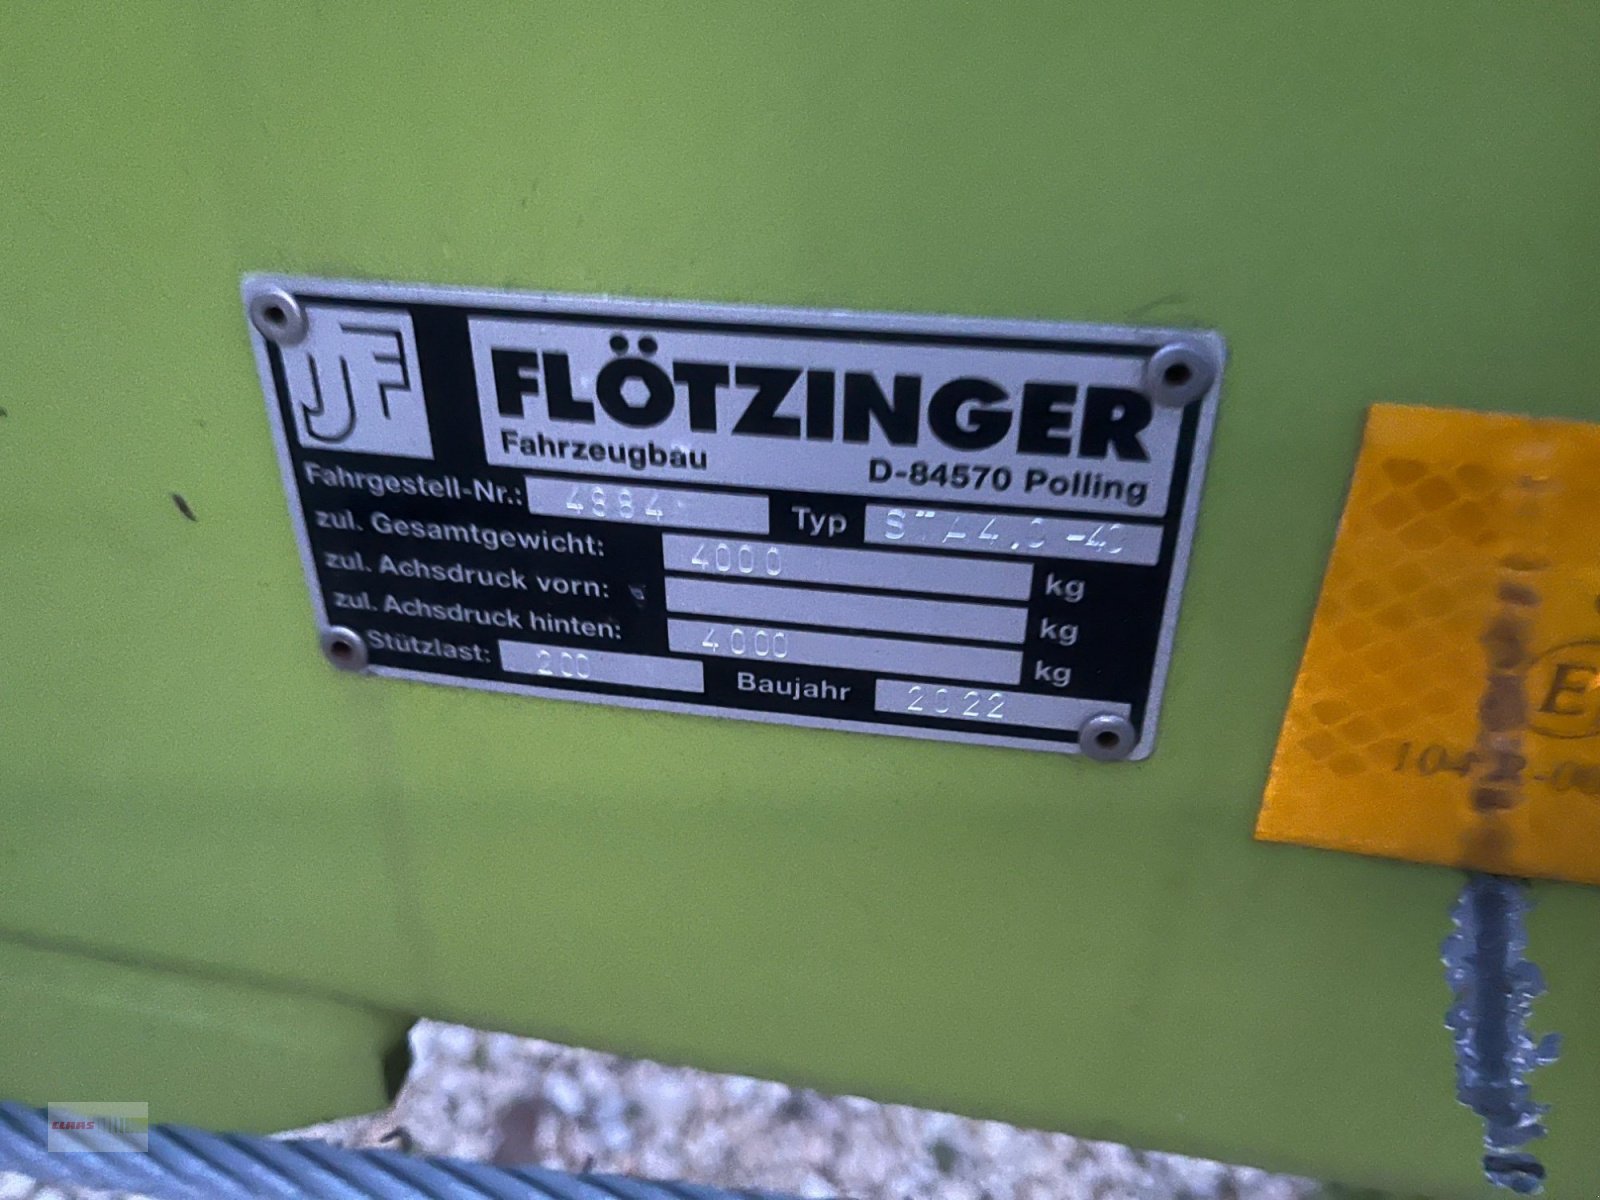 JF
FLÖTZINGER
Fahrzeugbau
D-84570 Polling
Fahrgestell-Nr.:
Typ
zul. Gesamtgewicht: 4000 kg
zul. Achsdruck vorn: kg
zul. Achsdruck hinten: 4000 kg
Stützlast: 200 Baujahr 2022
E
CLAAS